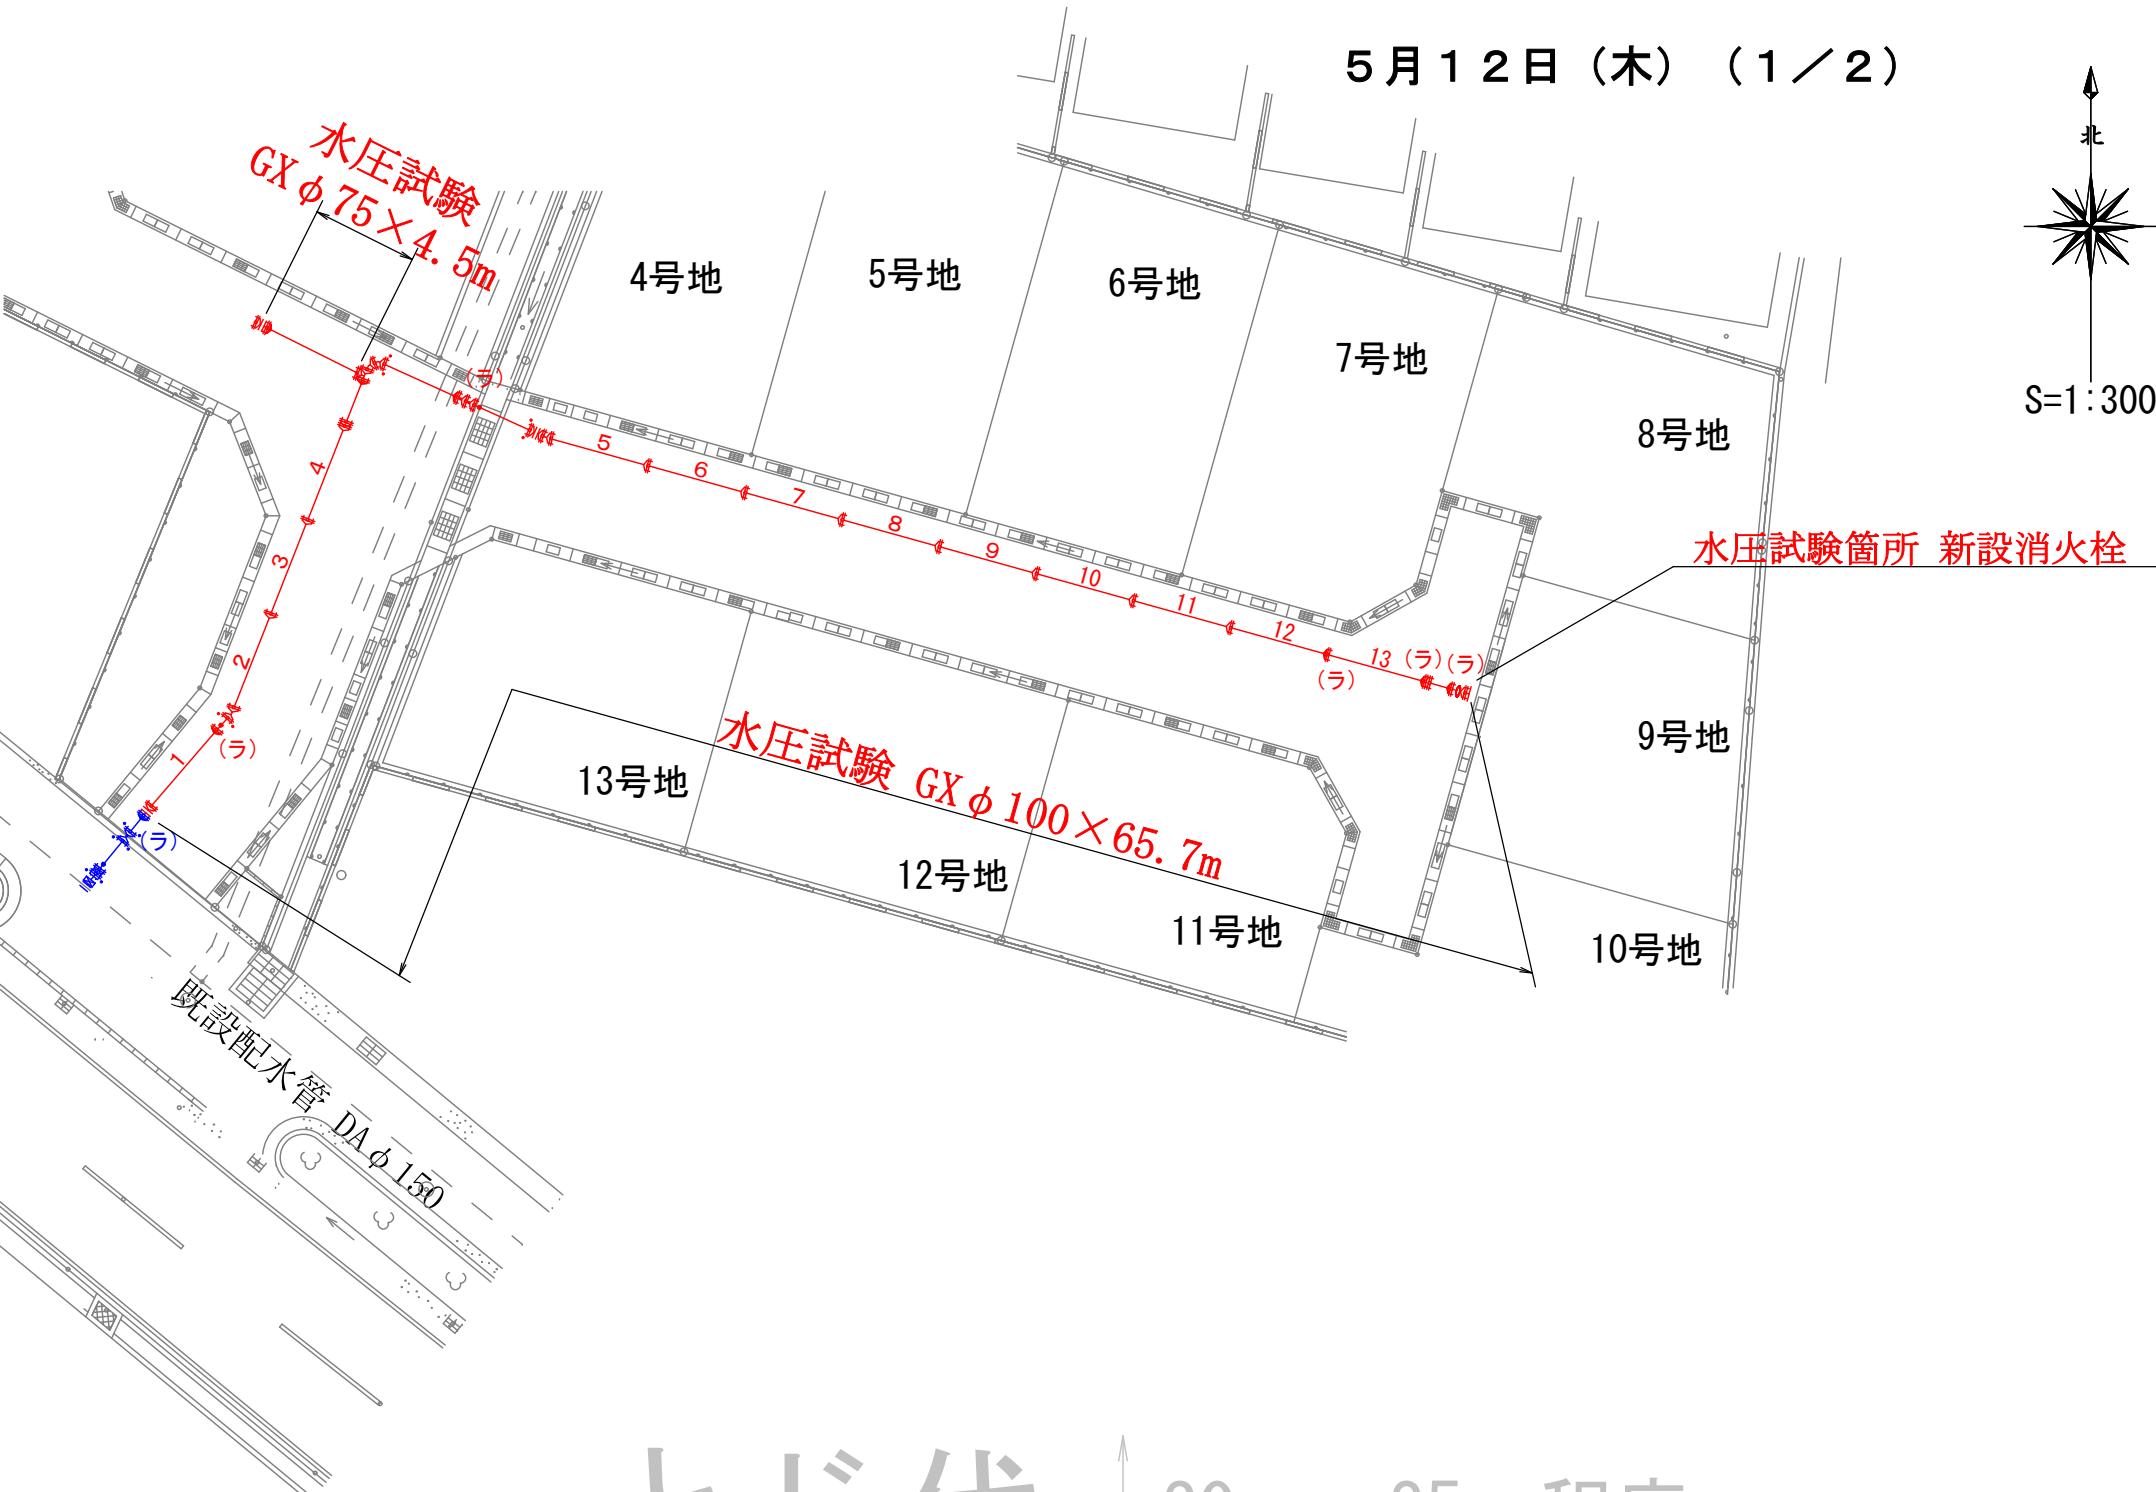 ５月１２日（木）（１／２）
北
S=1:300
水圧試験
GXφ75×4.5m
4号地
5号地
6号地
7号地
8号地
(ラ)
5
6
7
8
9
10
11
12
13
(ラ)
(ラ)
(ラ)
水圧試験箇所 新設消火栓
4
3
2
1
(ラ)
(ラ)
9号地
13号地
水圧試験 GXφ100×65.7m
12号地
11号地
10号地
既設配水管 DAφ150